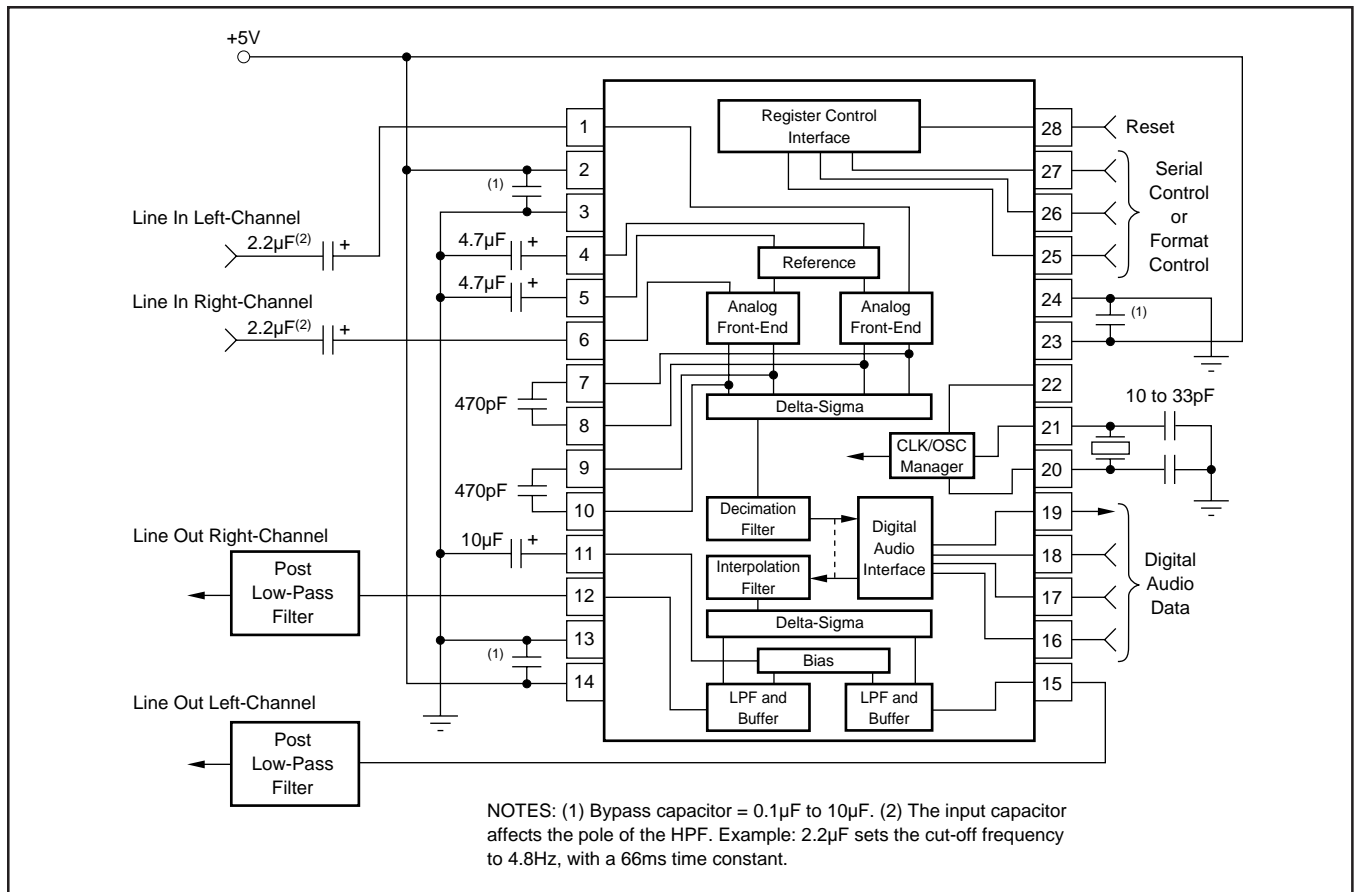 +5V
Line In Left-Channel
2.2µF(2)
+
Line In Right-Channel
2.2µF(2)
+
(1)
4.7µF
+
4.7µF
+
470pF
470pF
10µF
+
(1)
Line Out Right-Channel
Post
Low-Pass
Filter
Line Out Left-Channel
Post
Low-Pass
Filter
1
2
3
4
5
6
7
8
9
10
11
12
13
14
Register Control
Interface
Reference
Analog
Front-End
Analog
Front-End
Delta-Sigma
CLK/OSC
Manager
Decimation
Filter
Digital
Audio
Interface
Interpolation
Filter
Delta-Sigma
Bias
LPF and
Buffer
LPF and
Buffer
28
27
26
25
24
23
22
21
20
19
18
17
16
15
Reset
Serial
Control
or
Format
Control
(1)
10 to 33pF
Digital
Audio
Data
NOTES: (1) Bypass capacitor = 0.1µF to 10µF. (2) The input capacitor
affects the pole of the HPF. Example: 2.2µF sets the cut-off frequency
to 4.8Hz, with a 66ms time constant.